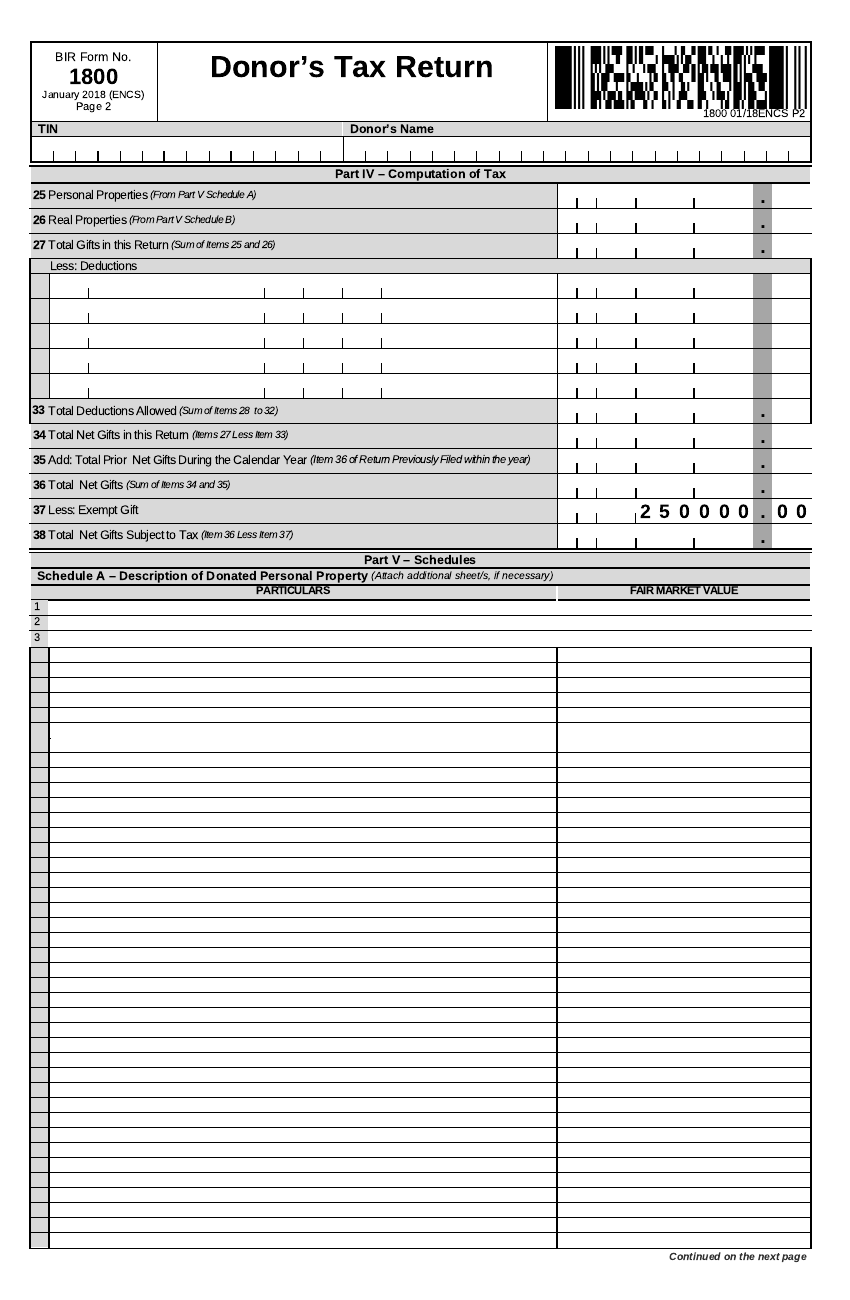 BIR Form No.
1800
January 2018 (ENCS)
Page 2
Donor’s Tax Return
1800 01/18ENCS P2
TIN Donor's Name
Part IV – Computation of Tax
25 Personal Properties (From Part V Schedule A) .
26 Real Properties (From Part V Schedule B) .
27 Total Gifts in this Return (Sum of Items 25 and 26) .
Less: Deductions
33 Total Deductions Allowed (Sum of Items 28 to 32) .
34 Total Net Gifts in this Return (Items 27 Less Item 33) .
35 Add: Total Prior Net Gifts During the Calendar Year (Item 36 of Return Previously Filed within the year) .
36 Total Net Gifts (Sum of Items 34 and 35) .
37 Less: Exempt Gift 250000.00
38 Total Net Gifts Subject to Tax (Item 36 Less Item 37) .
Part V – Schedules
Schedule A – Description of Donated Personal Property (Attach additional sheet/s, if necessary)
PARTICULARS FAIR MARKET VALUE
1
2
3
Continued on the next page